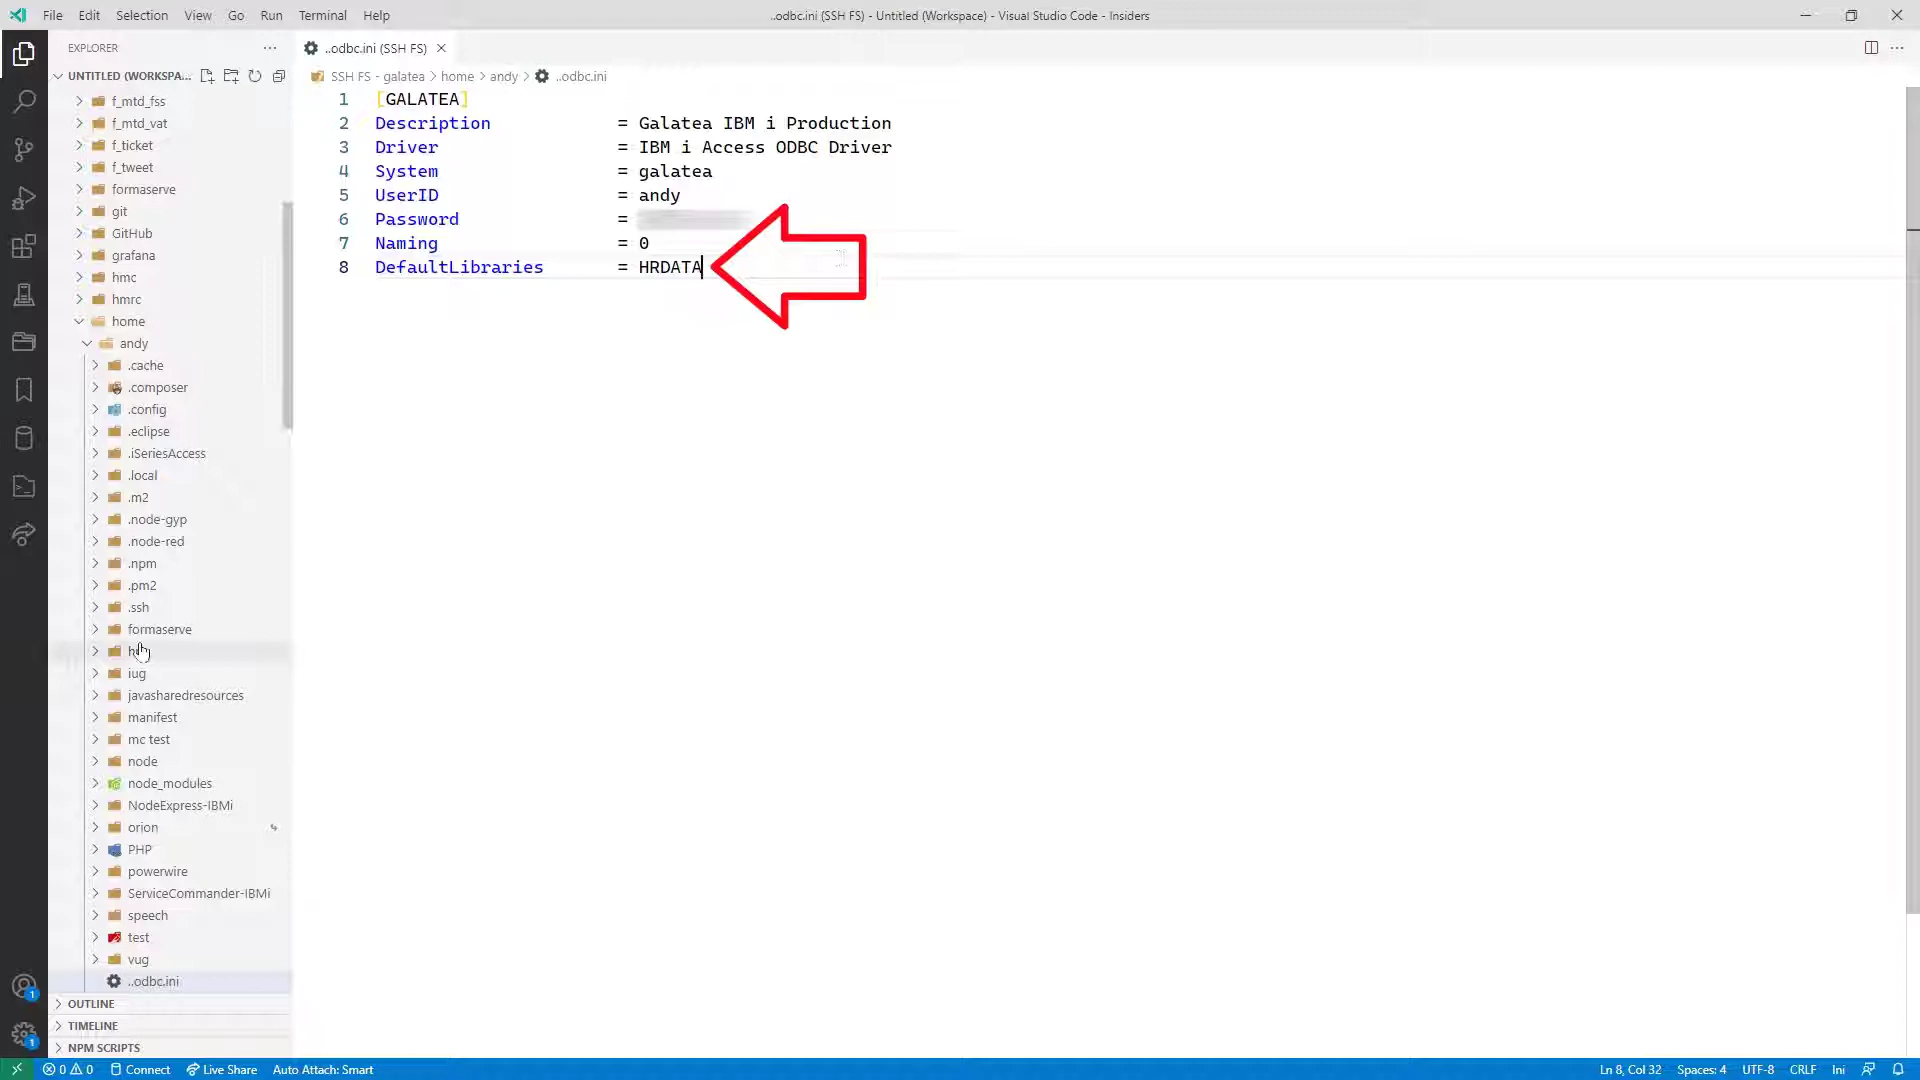 File Edit Selection View Go Run Terminal Help ..odbc.ini (SSH FS) - Untitled (Workspace) - Visual Studio Code - Insiders
EXPLORER
UNTITLED (WORKSPA...
f_mtd_fss
f_mtd_vat
f_ticket
f_tweet
formaserve
git
GitHub
grafana
hmc
hmrc
home
andy
.cache
.composer
.config
.eclipse
.iSeriesAccess
.local
.m2
.node-gyp
.node-red
.npm
.pm2
.ssh
formaserve
iug
javasharedresources
manifest
mc test
node
node_modules
NodeExpress-IBMi
orion
PHP
powerwire
ServiceCommander-IBMi
speech
test
vug
..odbc.ini
OUTLINE
TIMELINE
NPM SCRIPTS
..odbc.ini (SSH FS)
SSH FS - galatea > home > andy > ..odbc.ini
1 [GALATEA]
2 Description = Galatea IBM i Production
3 Driver = IBM i Access ODBC Driver
4 System = galatea
5 UserID = andy
6 Password =
7 Naming = 0
8 DefaultLibraries = HRDATA
1
1
0 0 Connect Live Share Auto Attach: Smart Ln 8, Col 32 Spaces: 4 UTF-8 CRLF Ini